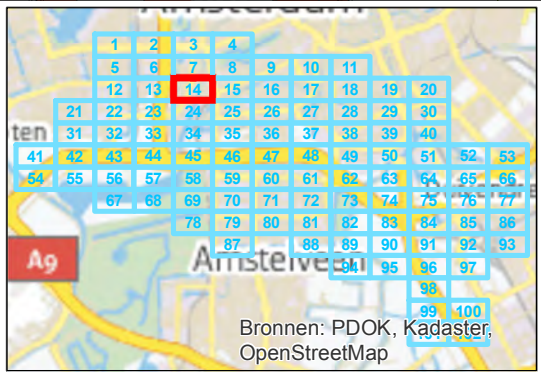 Amsterdam
1 2 3 4
5 6 7 8 9 10 11
12 13 14 15 16 17 18 19 20
21 22 23 24 25 26 27 28 29 30
ten 31 32 33 34 35 36 37 38 39 40
41 42 43 44 45 46 47 48 49 50 51 52 53
54 55 56 57 58 59 60 61 62 63 64 65 66
67 68 69 70 71 72 73 74 75 76 77
78 79 80 81 82 83 84 85 86
87 88 89 90 91 92 93
A9 Amstelveen 94 95 96 97
98
99 100
Bronnen: PDOK, Kadaster,
OpenStreetMap